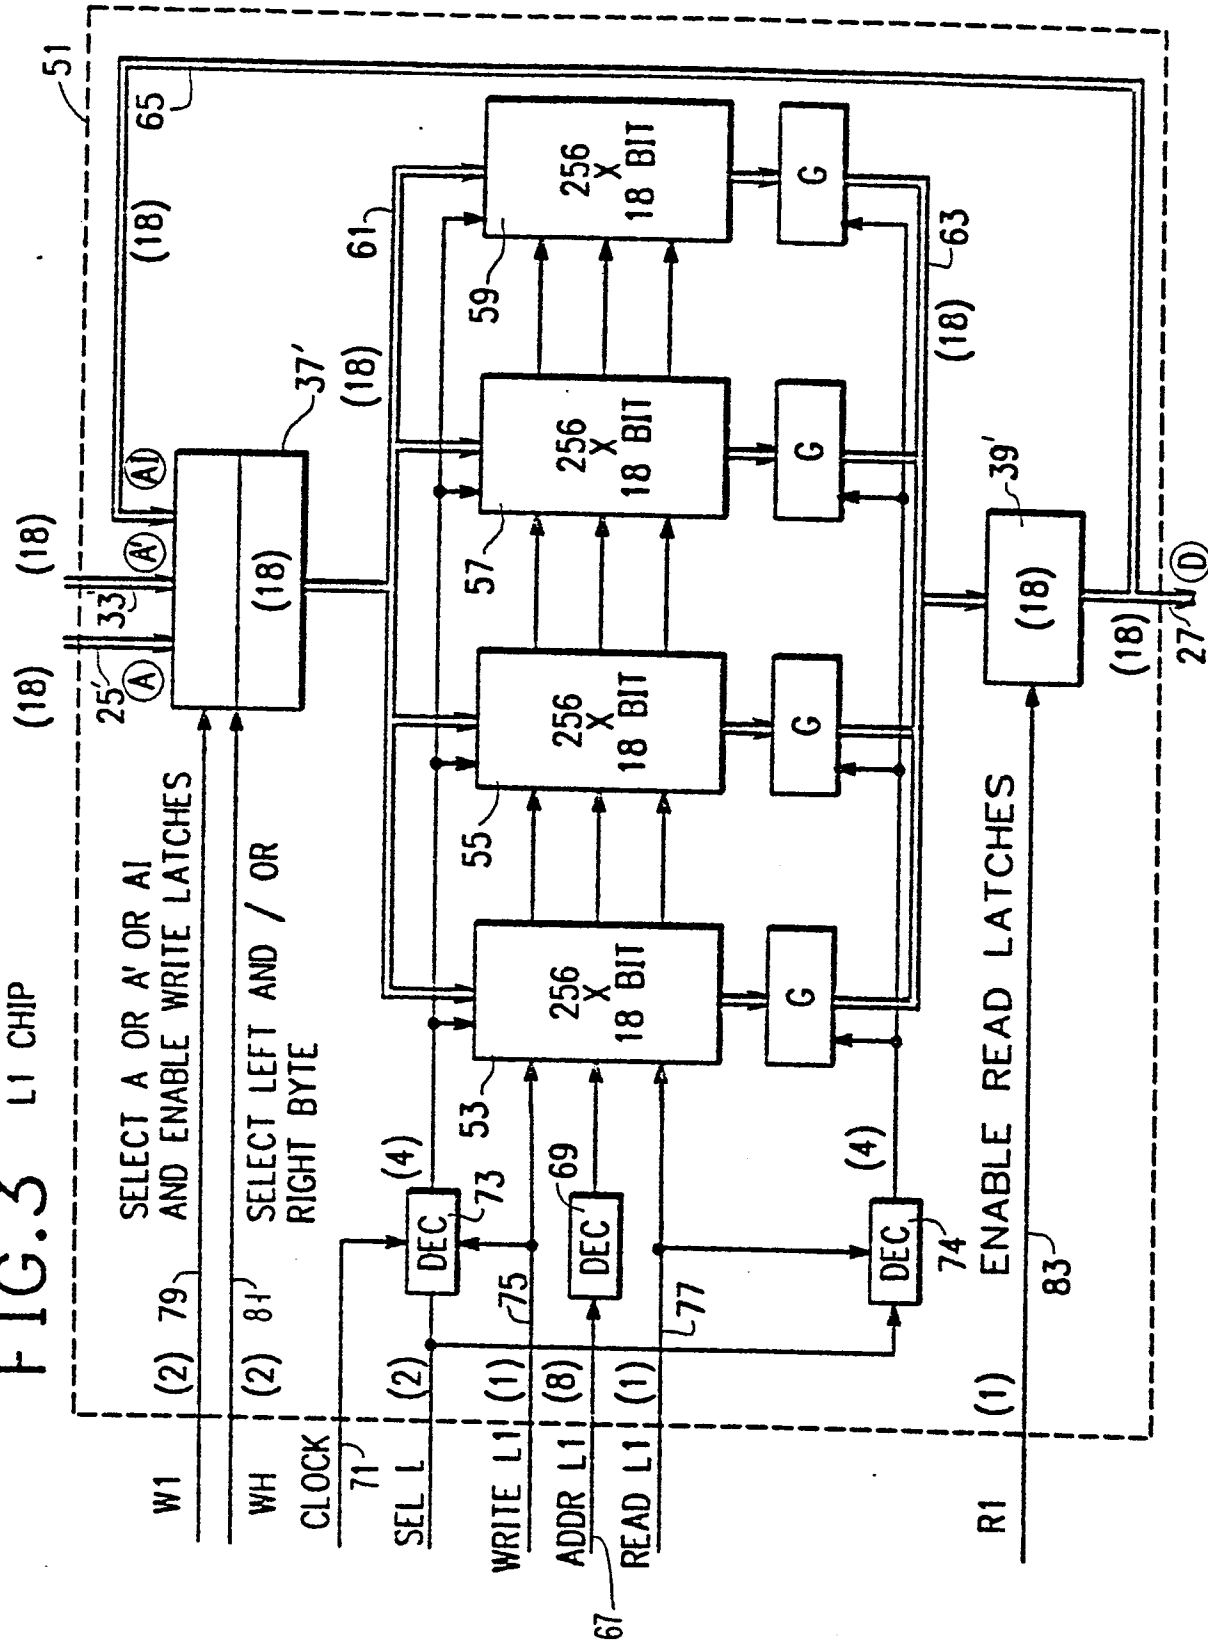 FIG.3 L1 CHIP
51
65
(18)
(18)
(18)
25'
33'
A
A'
AI
37'
(18)
W1
(2) 79
SELECT A OR A' OR AI
AND ENABLE WRITE LATCHES
WH
(2) 81
SELECT LEFT AND / OR
RIGHT BYTE
(18)
61
CLOCK
71
SEL L
(2)
DEC
73
(4)
WRITE L1
(1)
75
ADDR L1
(8)
67
DEC
69
READ L1
(1)
77
53
256
X
18 BIT
55
256
X
18 BIT
57
256
X
18 BIT
59
256
X
18 BIT
G
G
G
G
DEC
74
(4)
(18)
63
R1
(1)
83
ENABLE READ LATCHES
39'
(18)
(18)
27
D